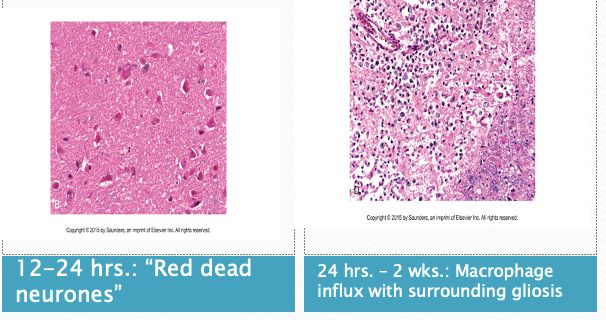 B
D
Copyright © 2015 by Saunders, an imprint of Elsevier Inc. All rights reserved.
Copyright © 2015 by Saunders, an imprint of Elsevier Inc. All rights reserved.
12-24 hrs.: “Red dead
neurones”
24 hrs. - 2 wks.: Macrophage
influx with surrounding gliosis